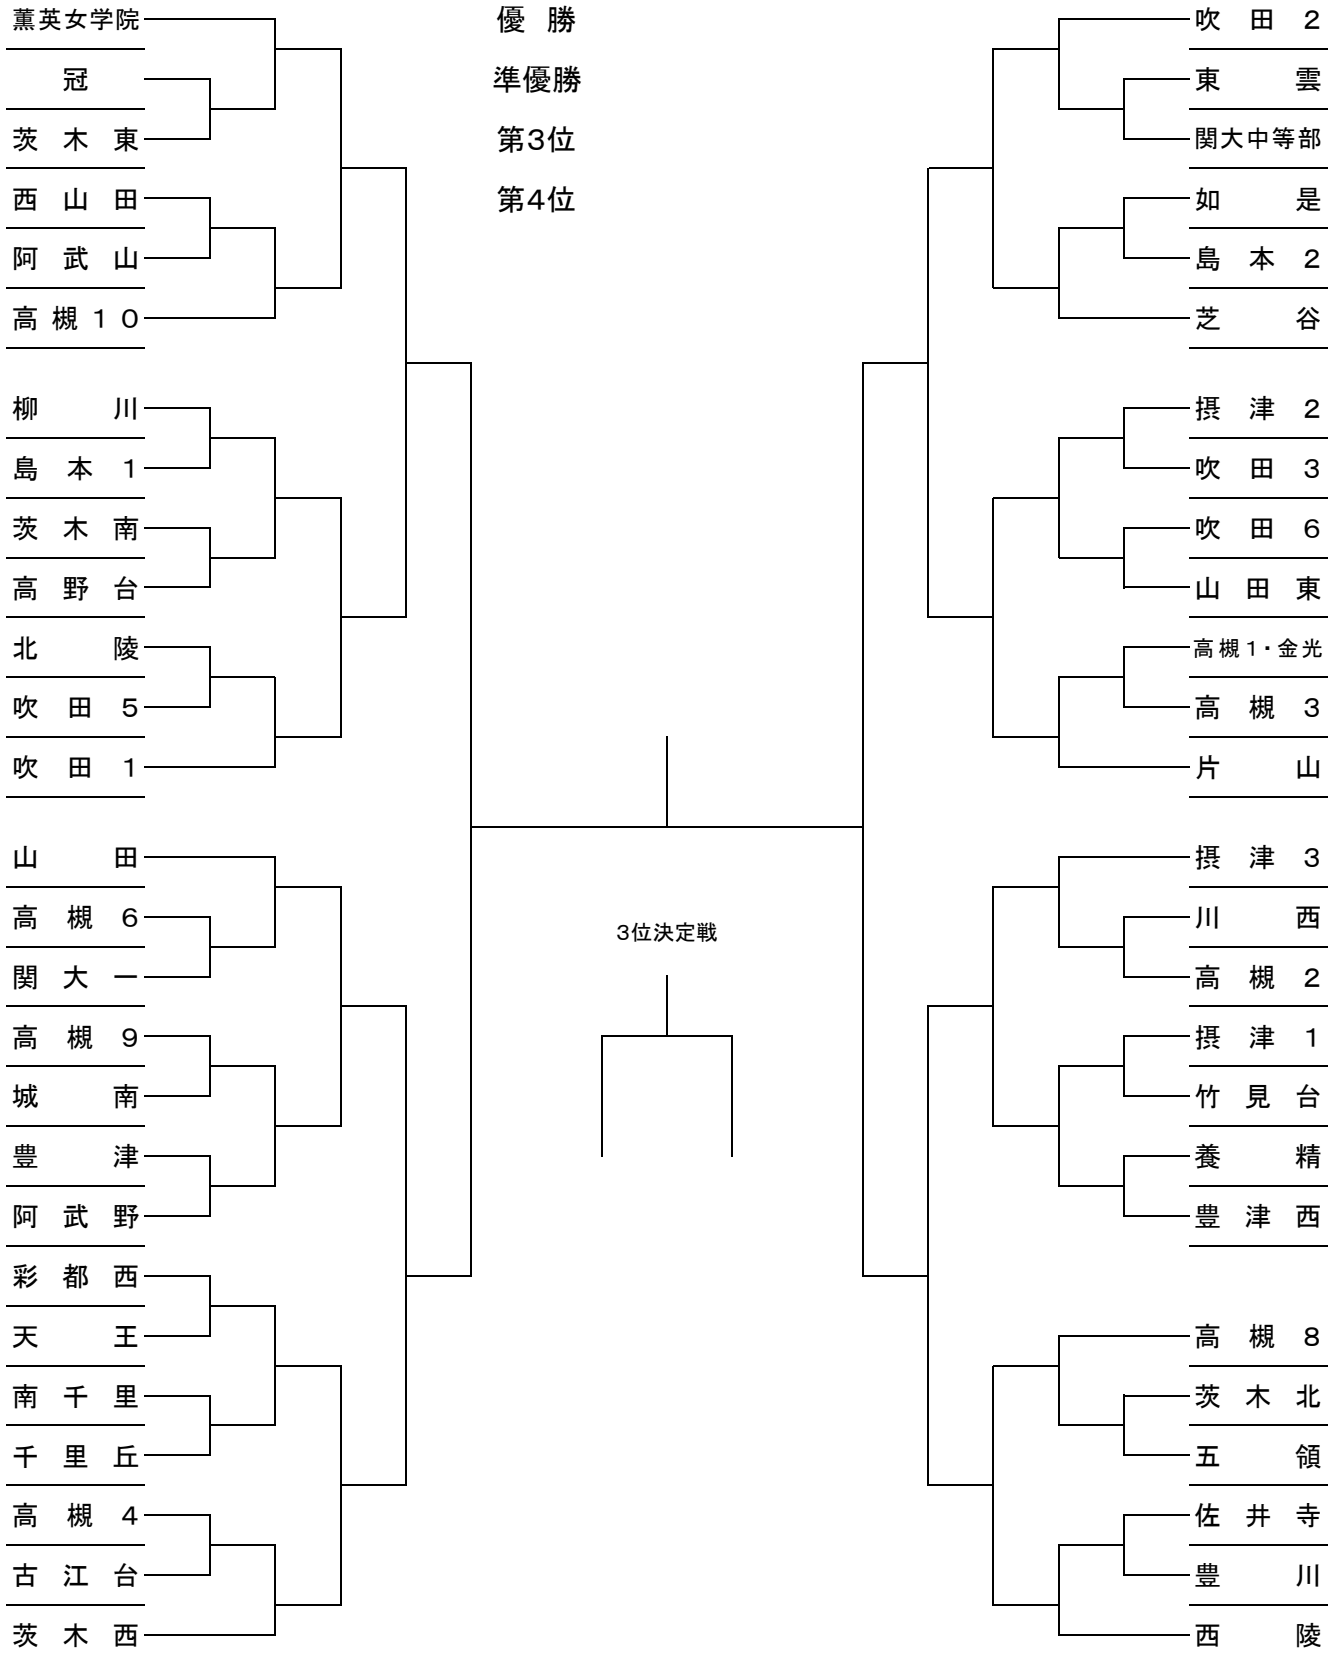 薫英女学院
冠
茨木東
西山田
阿武山
高槻１０
柳川
島本１
茨木南
高野台
北陵
吹田５
吹田１
山田
高槻６
関大一
高槻９
城南
豊津
阿武野
彩都西
天王
南千里
千里丘
高槻４
古江台
茨木西
優勝
準優勝
第３位
第４位
３位決定戦
吹田２
東雲
関大中等部
如是
島本２
芝谷
摂津２
吹田３
吹田６
山田東
高槻１・金光
高槻３
片山
摂津３
川西
高槻２
摂津１
竹見台
養精
豊津西
高槻８
茨木北
五領
佐井寺
豊川
西陵